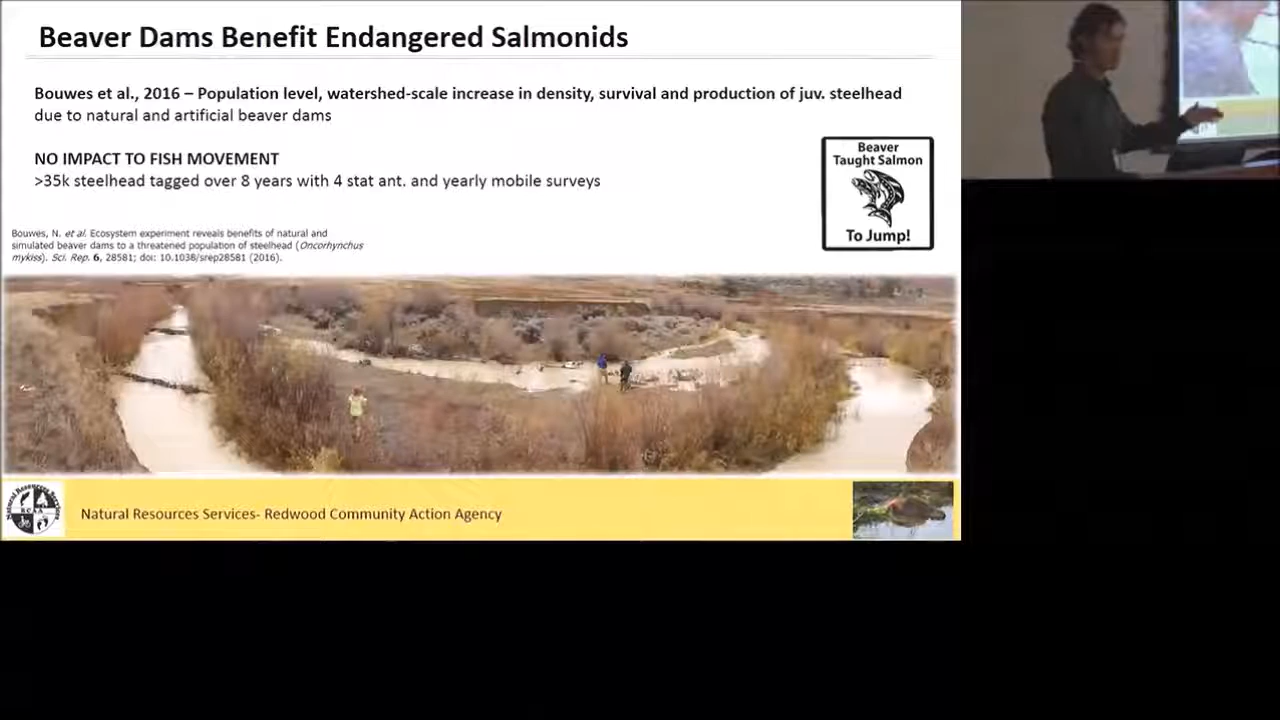 Beaver Dams Benefit Endangered Salmonids
Bouwes et al., 2016 – Population level, watershed-scale increase in density, survival and production of juv. steelhead
due to natural and artificial beaver dams
NO IMPACT TO FISH MOVEMENT
>35k steelhead tagged over 8 years with 4 stat ant. and yearly mobile surveys
Beaver
Taught Salmon
To Jump!
Bouwes, N. et al. Ecosystem experiment reveals benefits of natural and
simulated beaver dams to a threatened population of steelhead (Oncorhynchus
mykiss). Sci. Rep. 6, 28581; doi: 10.1038/srep28581 (2016).
Natural Resources Services
Natural Resources Services- Redwood Community Action Agency